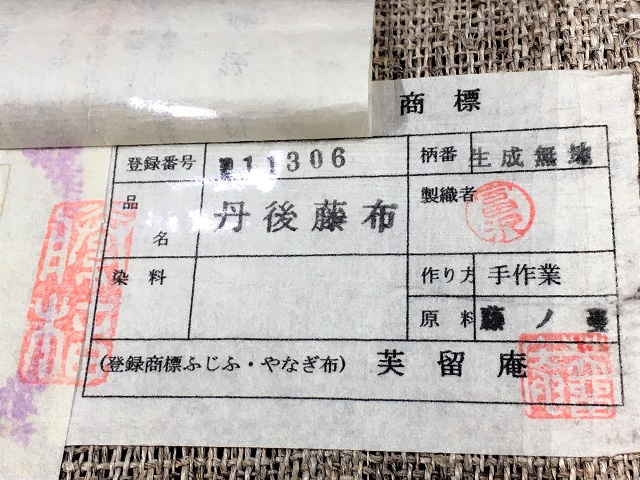 商標
登録番号 11306 柄番 生成無地
品名 丹後藤布 製織者
染料 作り方 手作業
原料 藤ノ蔓
(登録商標ふじふ・やなぎ布) 芙留庵